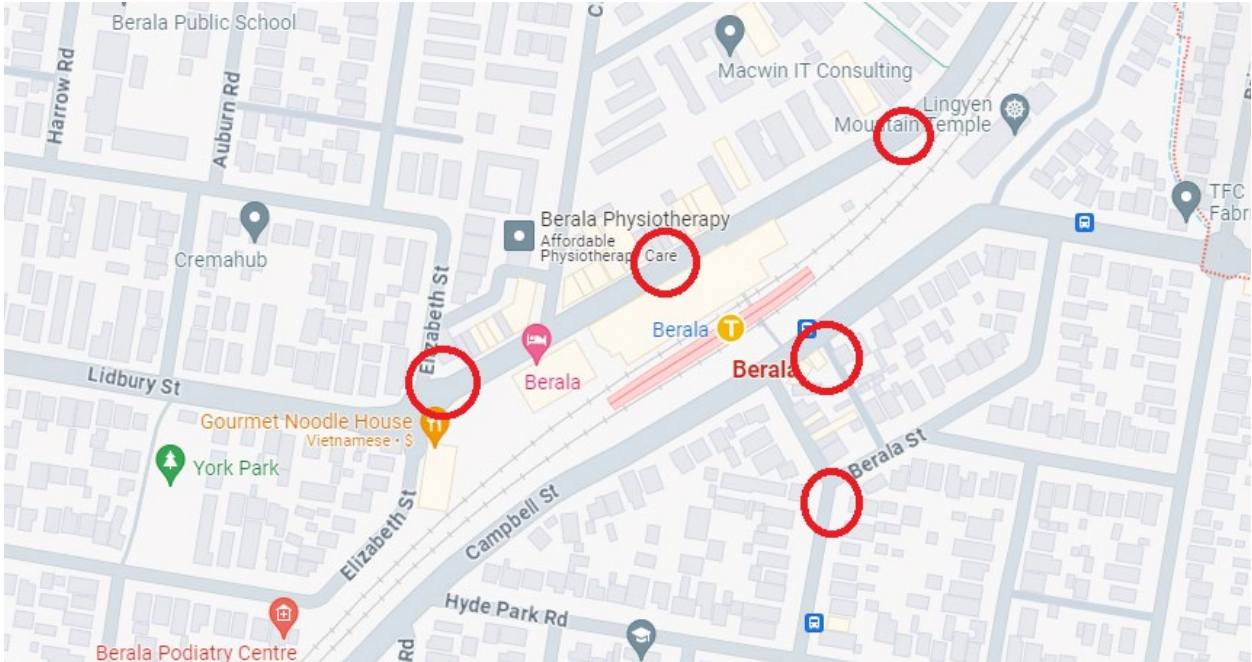 Berala Public School
Harrow Rd
Auburn Rd
Macwin IT Consulting
Lingyen
Mountain Temple
TFC
Fabr
Berala Physiotherapy
Affordable
Physiotherapy Care
Cremahub
Elizabeth St
Berala
Berala
Berala
Lidbury St
Gourmet Noodle House
Vietnamese • $
York Park
Berala St
Campbell St
Elizabeth St
Hyde Park Rd
Rd
Berala Podiatry Centre